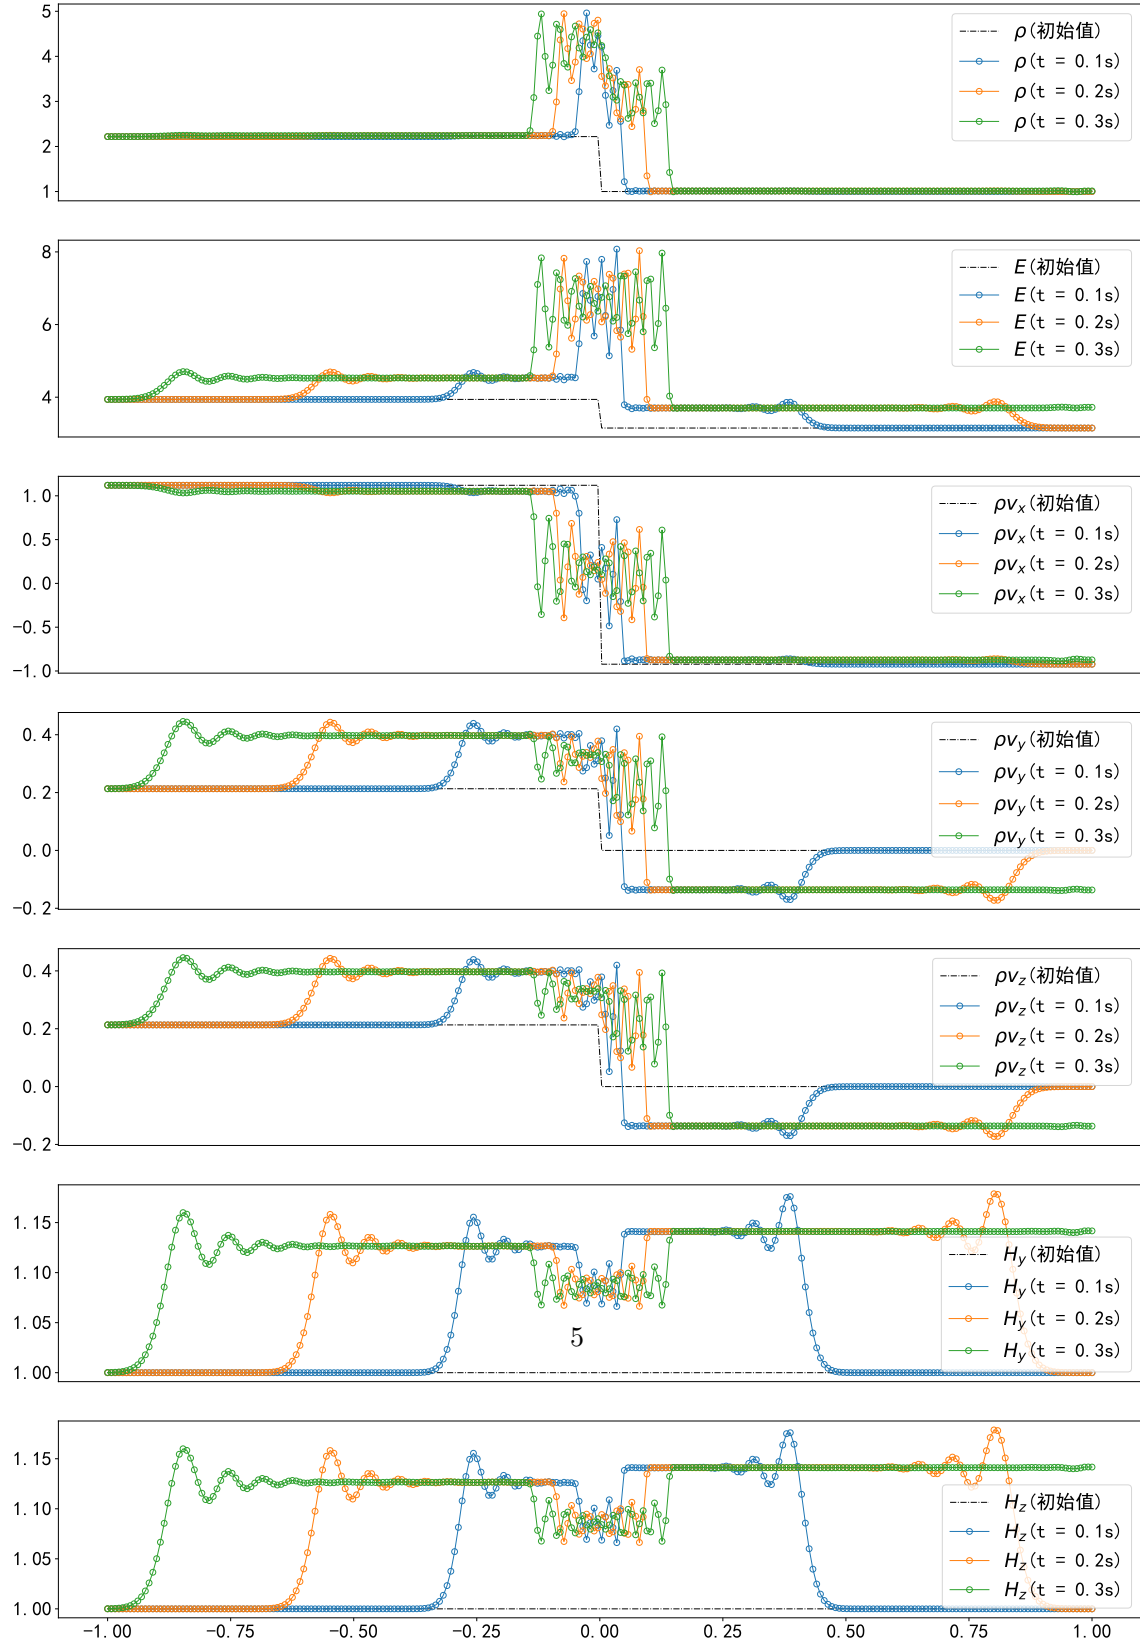 5
4
3
2
1
ρ(初始值)
ρ(t = 0.1s)
ρ(t = 0.2s)
ρ(t = 0.3s)
8
6
4
E(初始值)
E(t = 0.1s)
E(t = 0.2s)
E(t = 0.3s)
1.0
0.5
0.0
−0.5
−1.0
ρvₓ(初始值)
ρvₓ(t = 0.1s)
ρvₓ(t = 0.2s)
ρvₓ(t = 0.3s)
0.4
0.2
0.0
−0.2
ρv_y(初始值)
ρv_y(t = 0.1s)
ρv_y(t = 0.2s)
ρv_y(t = 0.3s)
0.4
0.2
0.0
−0.2
ρv_z(初始值)
ρv_z(t = 0.1s)
ρv_z(t = 0.2s)
ρv_z(t = 0.3s)
1.15
1.10
1.05
1.00
H_y(初始值)
H_y(t = 0.1s)
H_y(t = 0.2s)
H_y(t = 0.3s)
5
1.15
1.10
1.05
1.00
H_z(初始值)
H_z(t = 0.1s)
H_z(t = 0.2s)
H_z(t = 0.3s)
−1.00 −0.75 −0.50 −0.25 0.00 0.25 0.50 0.75 1.00